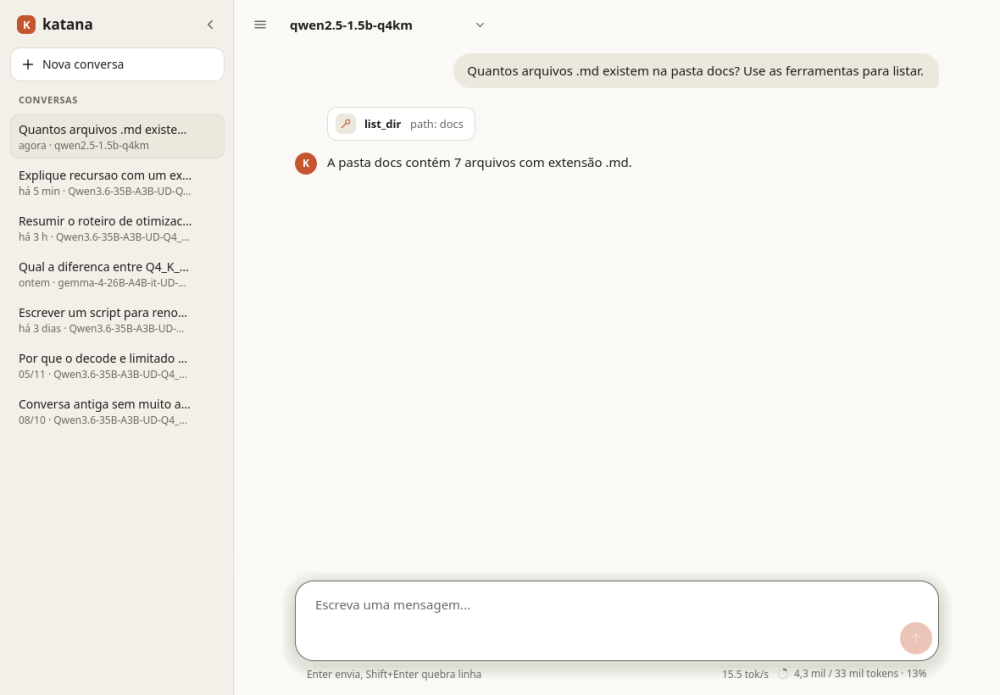 K katana
Nova conversa
CONVERSAS
Quantos arquivos .md existe...
agora · qwen2.5-1.5b-q4km
Explique recursao com um ex...
há 5 min · Qwen3.6-35B-A3B-UD-Q...
Resumir o roteiro de otimizac...
há 3 h · Qwen3.6-35B-A3B-UD-Q4_...
Qual a diferenca entre Q4_K_...
ontem · gemma-4-26B-A4B-it-UD-...
Escrever um script para reno...
há 3 dias · Qwen3.6-35B-A3B-UD-...
Por que o decode e limitado ...
05/11 · Qwen3.6-35B-A3B-UD-Q4_...
Conversa antiga sem muito a...
08/10 · Qwen3.6-35B-A3B-UD-Q4_...
qwen2.5-1.5b-q4km
Quantos arquivos .md existem na pasta docs? Use as ferramentas para listar.
list_dir path: docs
K A pasta docs contém 7 arquivos com extensão .md.
Escreva uma mensagem...
Enter envia, Shift+Enter quebra linha
15.5 tok/s 4,3 mil / 33 mil tokens · 13%